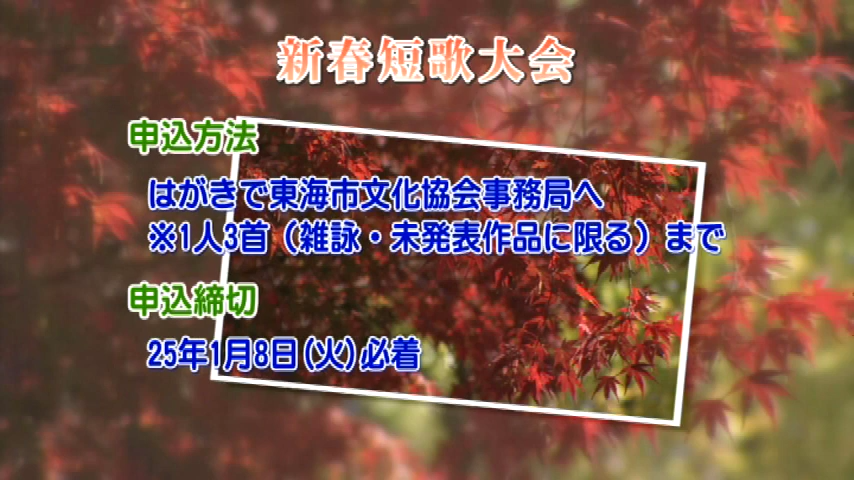 新春短歌大会
申込方法
はがきで東海市文化協会事務局へ
※1人3首（雑詠・未発表作品に限る）まで
申込締切
25年1月8日(火)必着